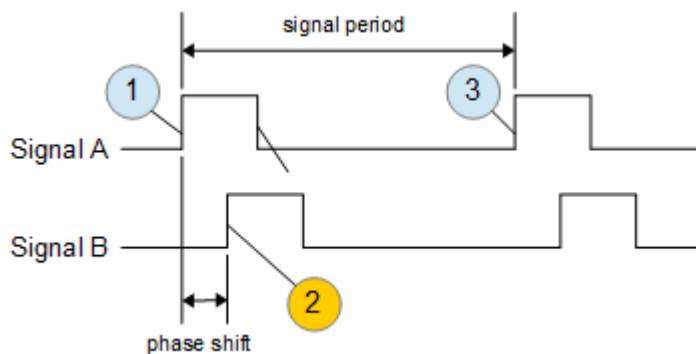 signal period
1
3
Signal A
Signal B
2
phase shift